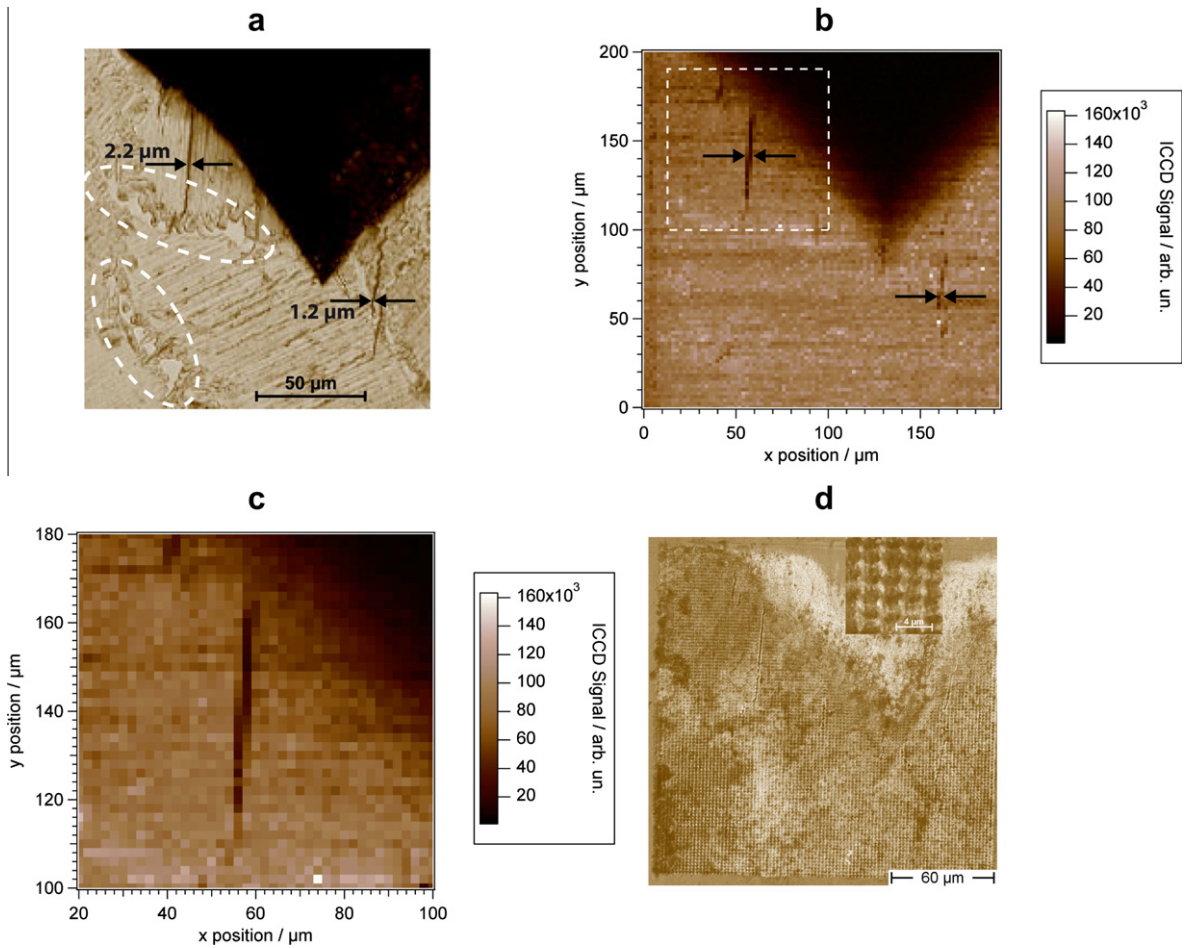 a
2.2 µm
1.2 µm
50 µm
b
200
150
100
50
0
y position / µm
0
50
100
150
x position / µm
160x10³
140
120
100
80
60
40
20
ICCD Signal / arb. un.
c
180
160
140
120
100
y position / µm
20
40
60
80
100
x position / µm
160x10³
140
120
100
80
60
40
20
ICCD Signal / arb. un.
d
4 µm
60 µm